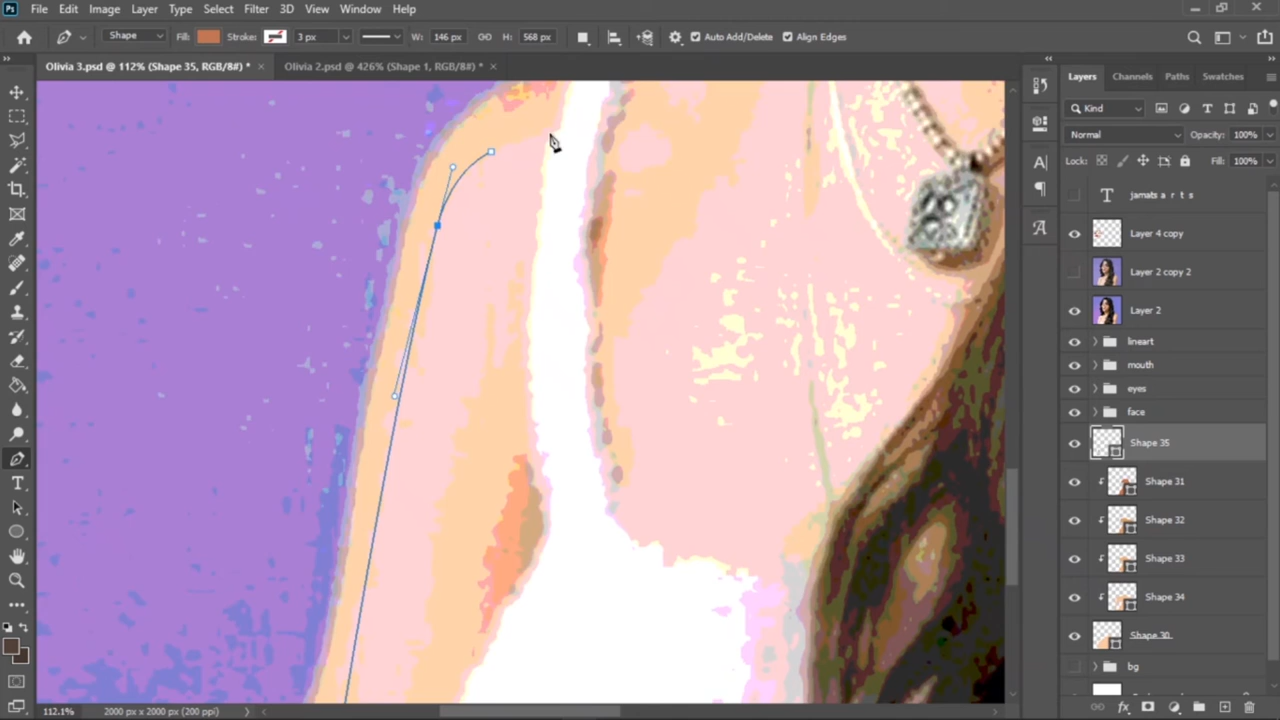 Ps File Edit Image Layer Type Select Filter 3D View Window Help
Shape Fill: Stroke: 3 px W: 146 px H: 568 px Auto Add/Delete Align Edges
Olivia 3.psd @ 112% (Shape 35, RGB/8#) * × Olivia 2.psd @ 426% (Shape 1, RGB/8#) * ×
Layers Channels Paths Swatches
Kind
Normal Opacity: 100%
Lock: Fill: 100%
T jamats a r t s
Layer 4 copy
Layer 2 copy 2
Layer 2
lineart
mouth
eyes
face
Shape 35
Shape 31
Shape 32
Shape 33
Shape 34
Shape 30
bg
112.1% 2000 px x 2000 px (200 ppi)